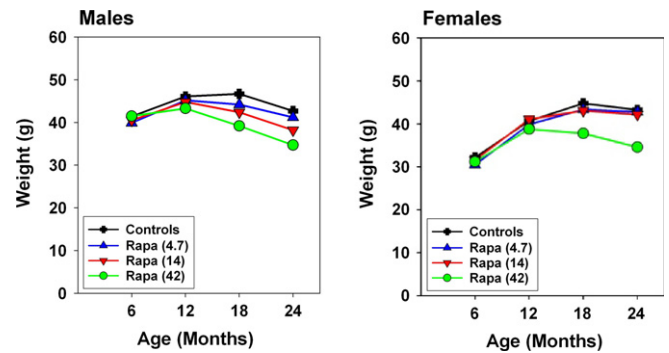 Males
Weight (g)
60
50
40
30
20
10
0
Controls
Rapa (4.7)
Rapa (14)
Rapa (42)
6 12 18 24
Age (Months)
Females
Weight (g)
60
50
40
30
20
10
0
Controls
Rapa (4.7)
Rapa (14)
Rapa (42)
6 12 18 24
Age (Months)